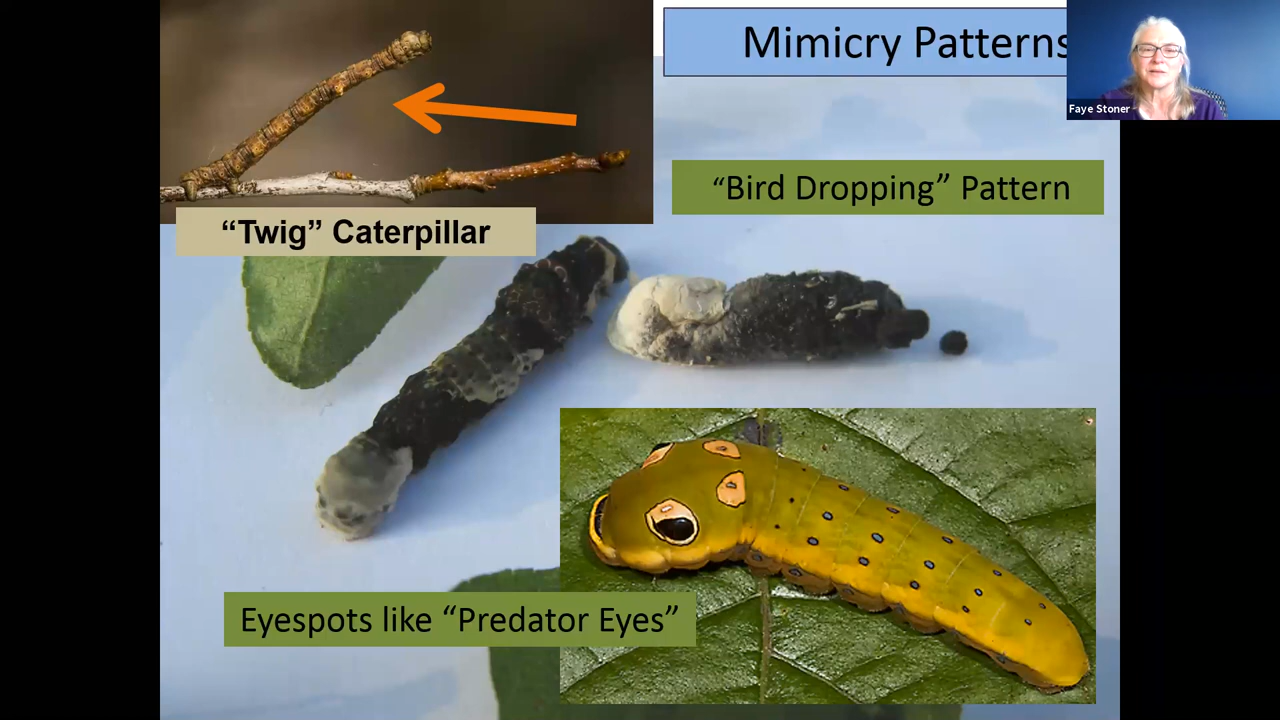 Mimicry Patterns
Faye Stoner
“Bird Dropping” Pattern
“Twig” Caterpillar
Eyespots like “Predator Eyes”